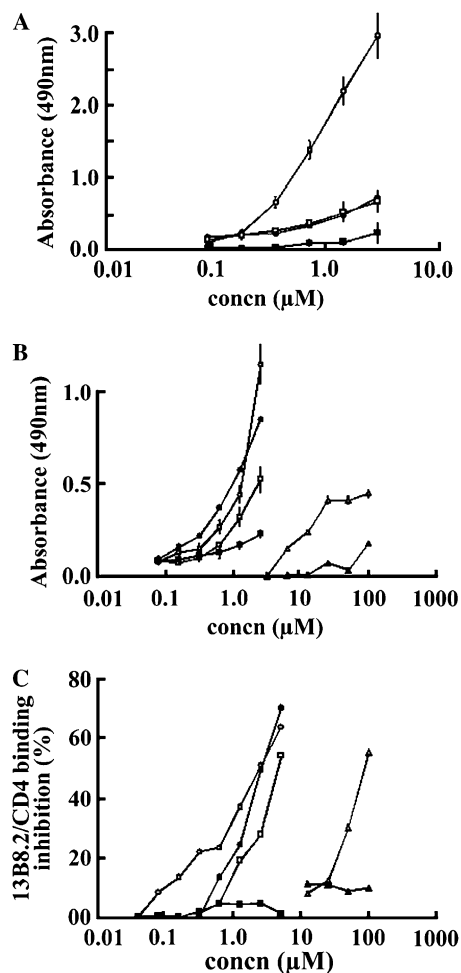 A
Absorbance (490nm)
3.0
2.0
1.0
0.0
0.01 0.1 1.0 10.0
concn (µM)
B
Absorbance (490nm)
1.0
0.5
0.0
0.01 0.1 1.0 10 100 1000
concn (µM)
C
13B8.2/CD4 binding
inhibition (%)
80
60
40
20
00
0.01 0.1 1.0 10 100 1000
concn (µM)